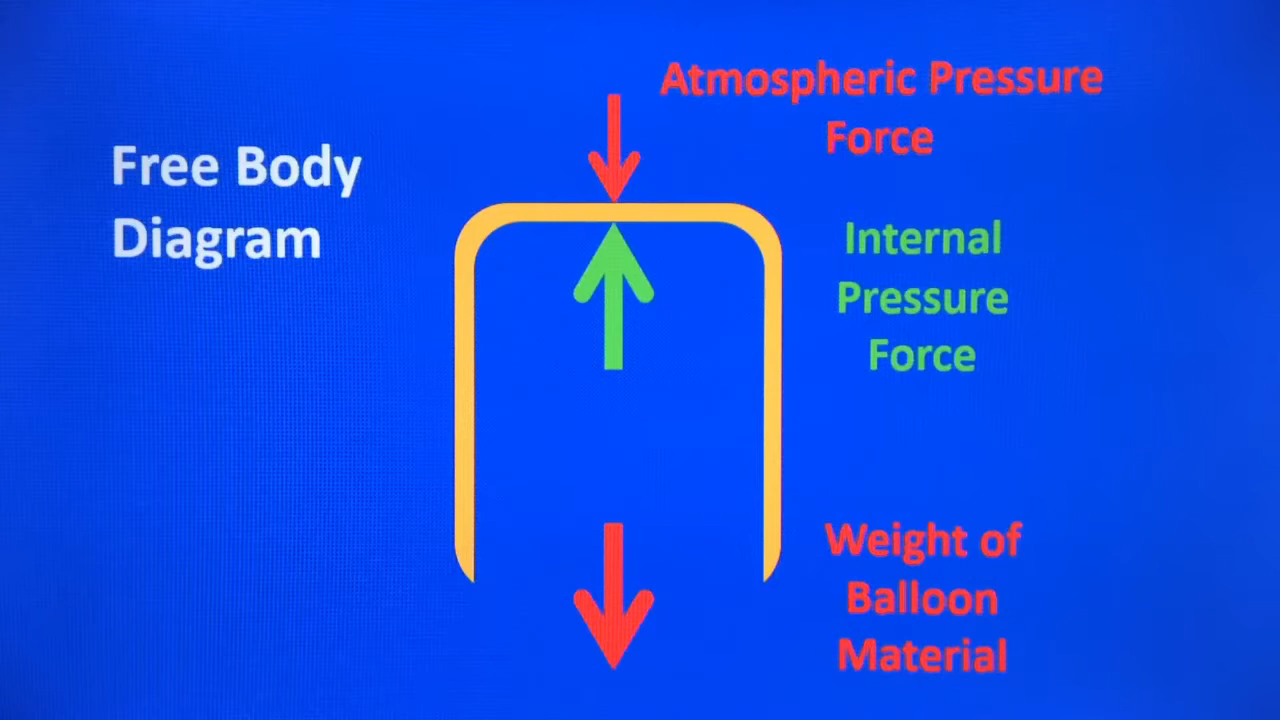 Free Body
Diagram
Atmospheric Pressure
Force
Internal
Pressure
Force
Weight of
Balloon
Material